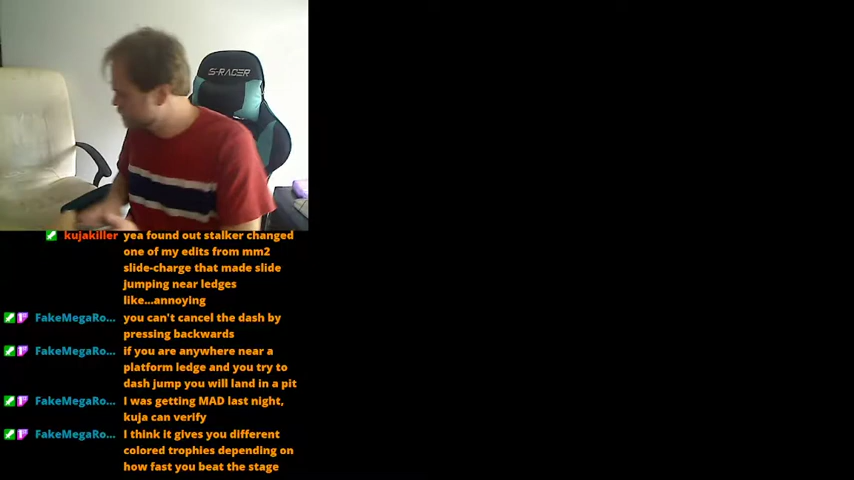 S-RACER
kujakiller yea found out stalker changed
one of my edits from mm2
slide-charge that made slide
jumping near ledges
like...annoying
FakeMegaRo... you can't cancel the dash by
pressing backwards
FakeMegaRo... if you are anywhere near a
platform ledge and you try to
dash jump you will land in a pit
FakeMegaRo... I was getting MAD last night,
kuja can verify
FakeMegaRo... I think it gives you different
colored trophies depending on
how fast you beat the stage